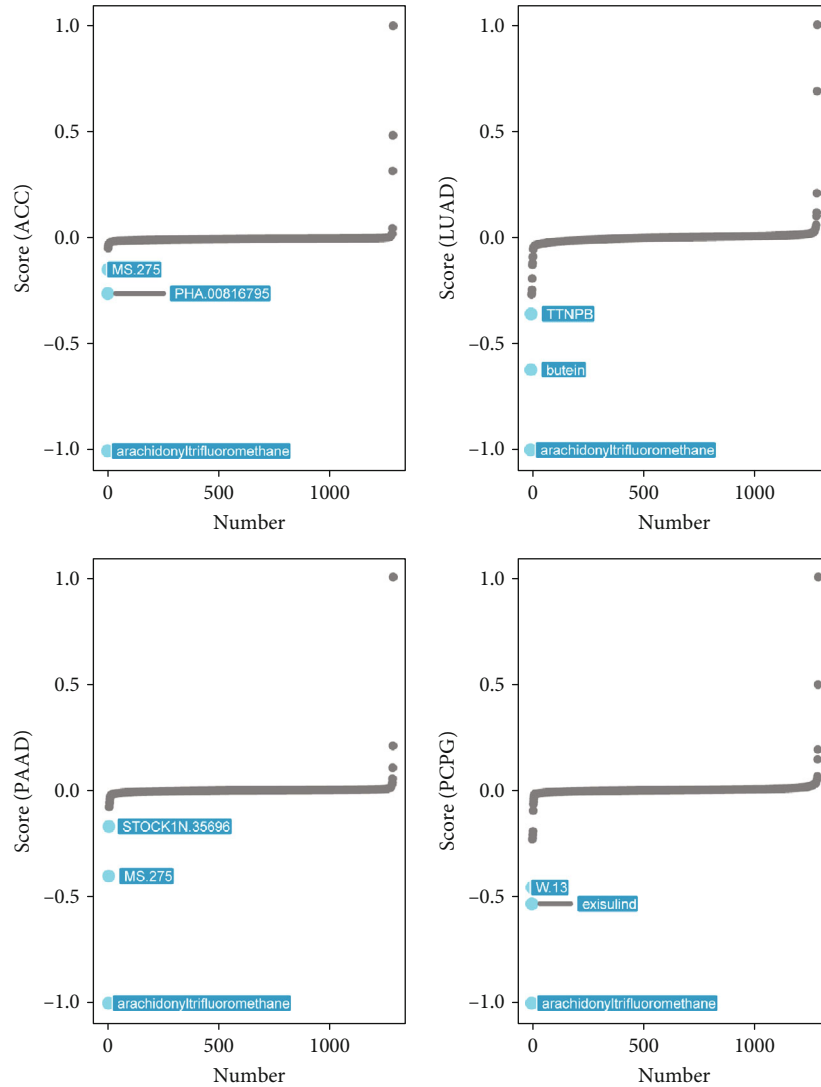 1.0
0.5
0.0
−0.5
−1.0
Score (ACC)
MS.275
PHA.00816795
arachidonyltrifluoromethane
0
500
1000
Number
1.0
0.5
0.0
−0.5
−1.0
Score (LUAD)
TTNPB
butein
arachidonyltrifluoromethane
0
500
1000
Number
1.0
0.5
0.0
−0.5
−1.0
Score (PAAD)
STOCK1N.35696
MS.275
arachidonyltrifluoromethane
0
500
1000
Number
1.0
0.5
0.0
−0.5
−1.0
Score (PCPG)
W.13
exisulind
arachidonyltrifluoromethane
0
500
1000
Number